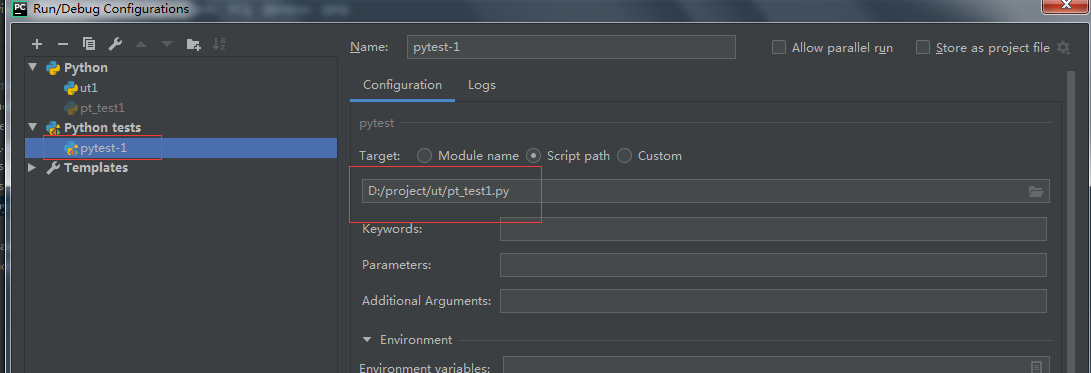 PC Run/Debug Configurations
Name: pytest-1
Allow parallel run
Store as project file
Python
ut1
pt_test1
Python tests
pytest-1
Templates
Configuration Logs
pytest
Target: Module name Script path Custom
D:/project/ut/pt_test1.py
Keywords:
Parameters:
Additional Arguments:
Environment
Environment variables: